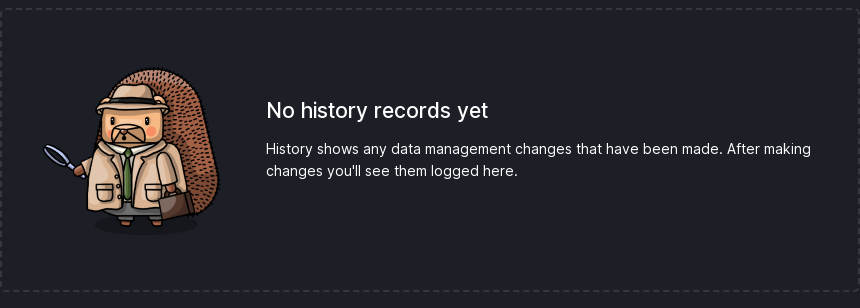 No history records yet
History shows any data management changes that have been made. After making
changes you'll see them logged here.